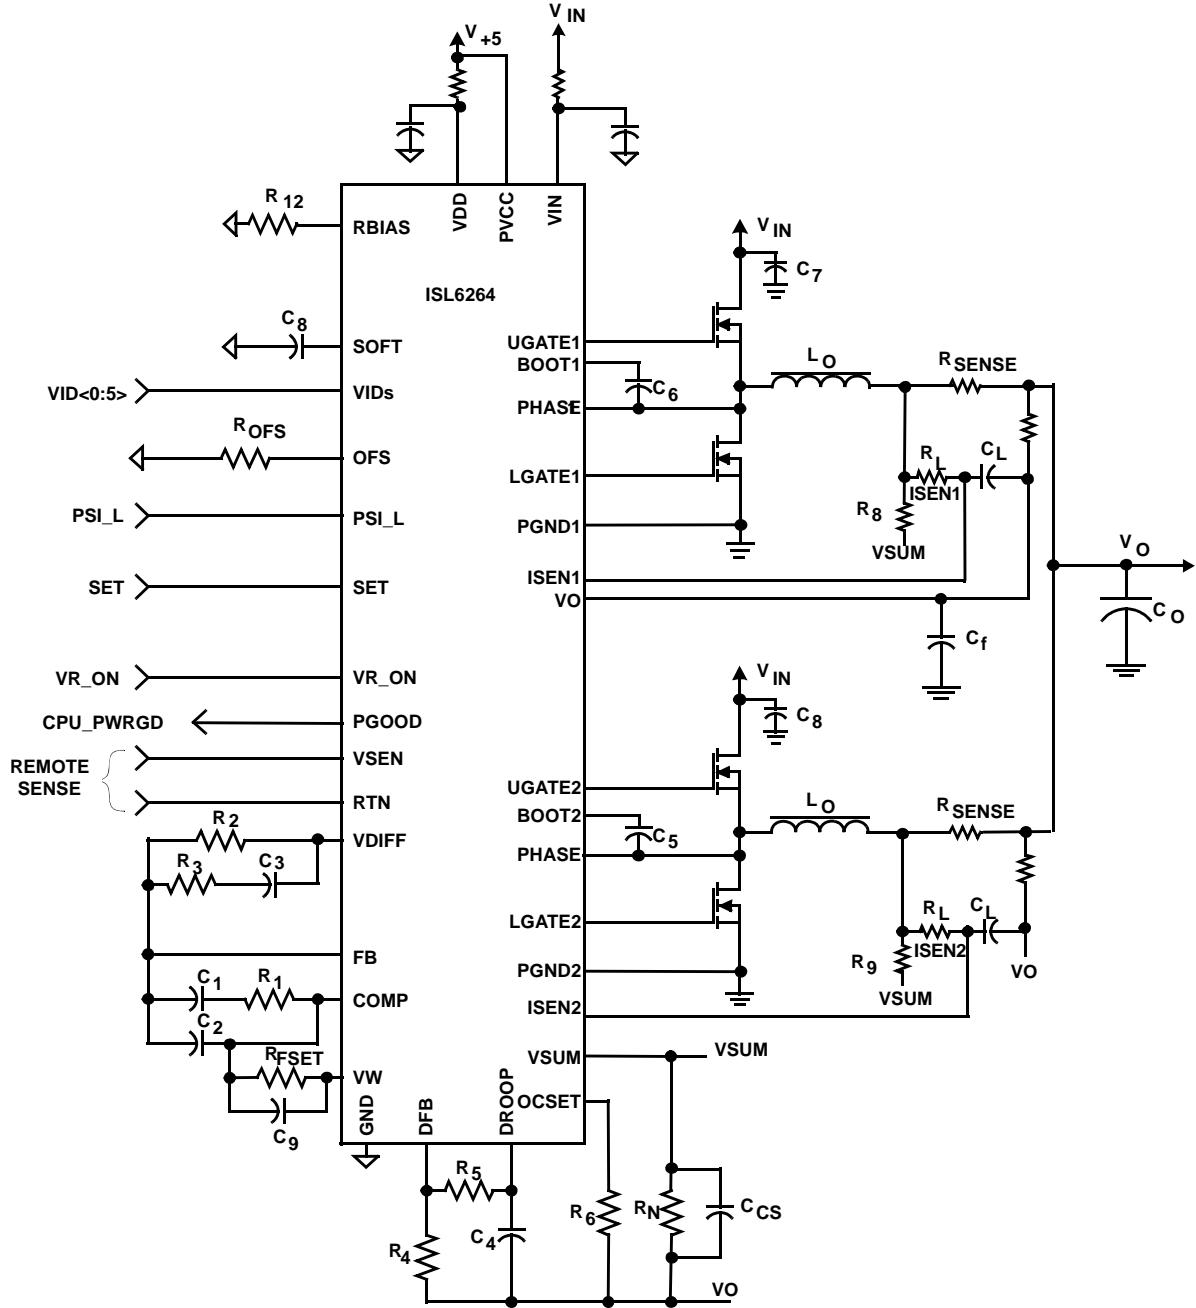 V +5
V IN
VDD
PVCC
VIN
R 12
RBIAS
ISL6264
C8
SOFT
VID<0:5>
VIDs
ROFS
OFS
PSI_L
PSI_L
SET
SET
VR_ON
VR_ON
CPU_PWRGD
PGOOD
REMOTE
SENSE
VSEN
RTN
R2
VDIFF
R3
C3
FB
C1
R1
COMP
C2
RFSET
VW
C9
GND
DFB
DROOP
R5
R4
C4
UGATE1
BOOT1
PHASE
LGATE1
PGND1
ISEN1
VO
V IN
C7
C6
LO
RSENSE
RL
CL
ISEN1
R8
VSUM
Cf
VO
CO
UGATE2
BOOT2
PHASE
LGATE2
PGND2
ISEN2
V IN
C8
C5
LO
RSENSE
RL
CL
ISEN2
R9
VSUM
VO
VSUM
VSUM
OCSET
R6
RN
CCS
VO